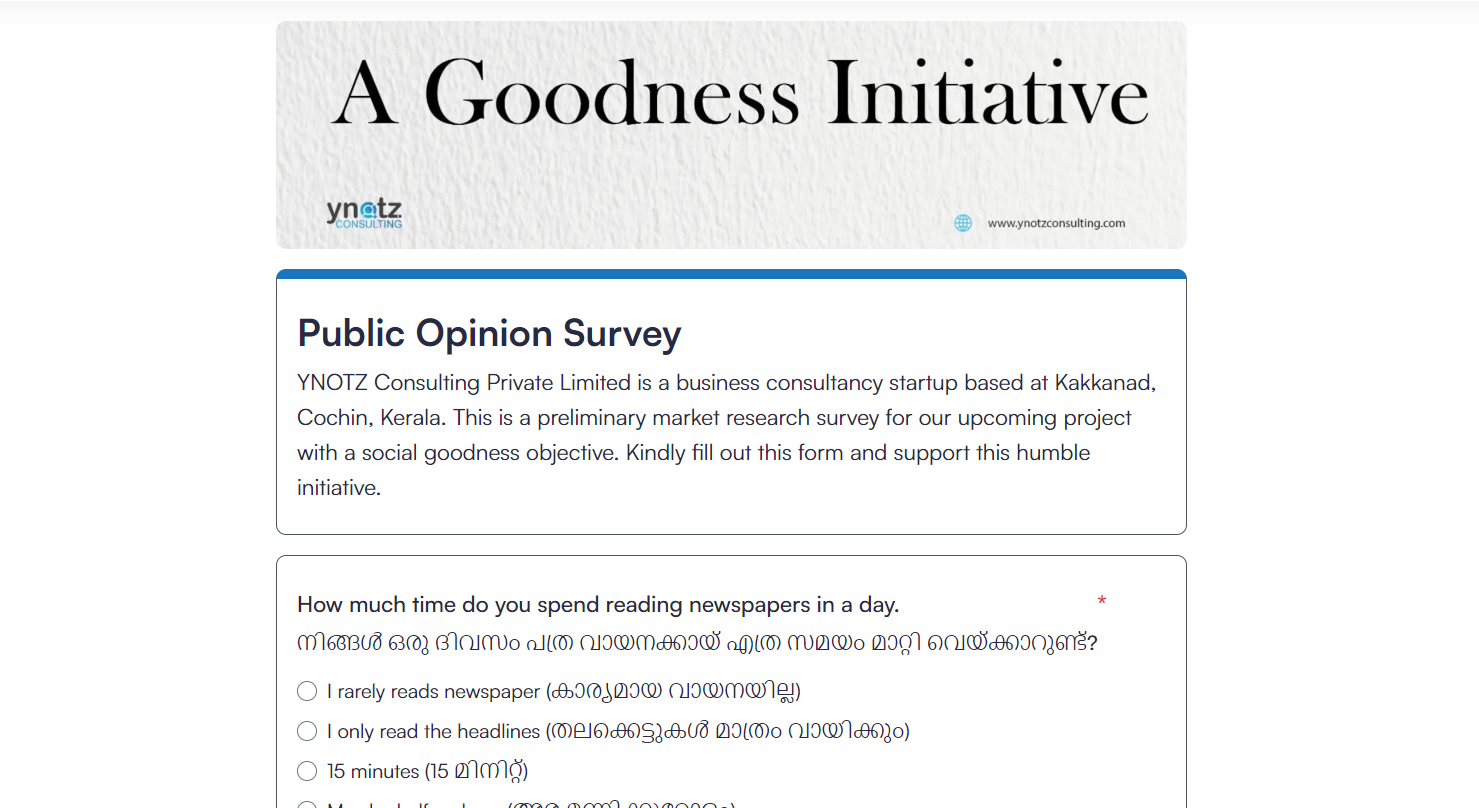 A Goodness Initiative
ynotz
CONSULTING
www.ynotzconsulting.com
Public Opinion Survey
YNOTZ Consulting Private Limited is a business consultancy startup based at Kakkanad,
Cochin, Kerala. This is a preliminary market research survey for our upcoming project
with a social goodness objective. Kindly fill out this form and support this humble
initiative.
How much time do you spend reading newspapers in a day. *
നിങ്ങൾ ഒരു ദിവസം പത്ര വായനക്കായ് എത്ര സമയം മാറ്റി വെയ്ക്കാറുണ്ട്?
I rarely reads newspaper (കാര്യമായ വായനയില്ല)
I only read the headlines (തലക്കെട്ടുകൾ മാത്രം വായിക്കും)
15 minutes (15 മിനിറ്റ്)